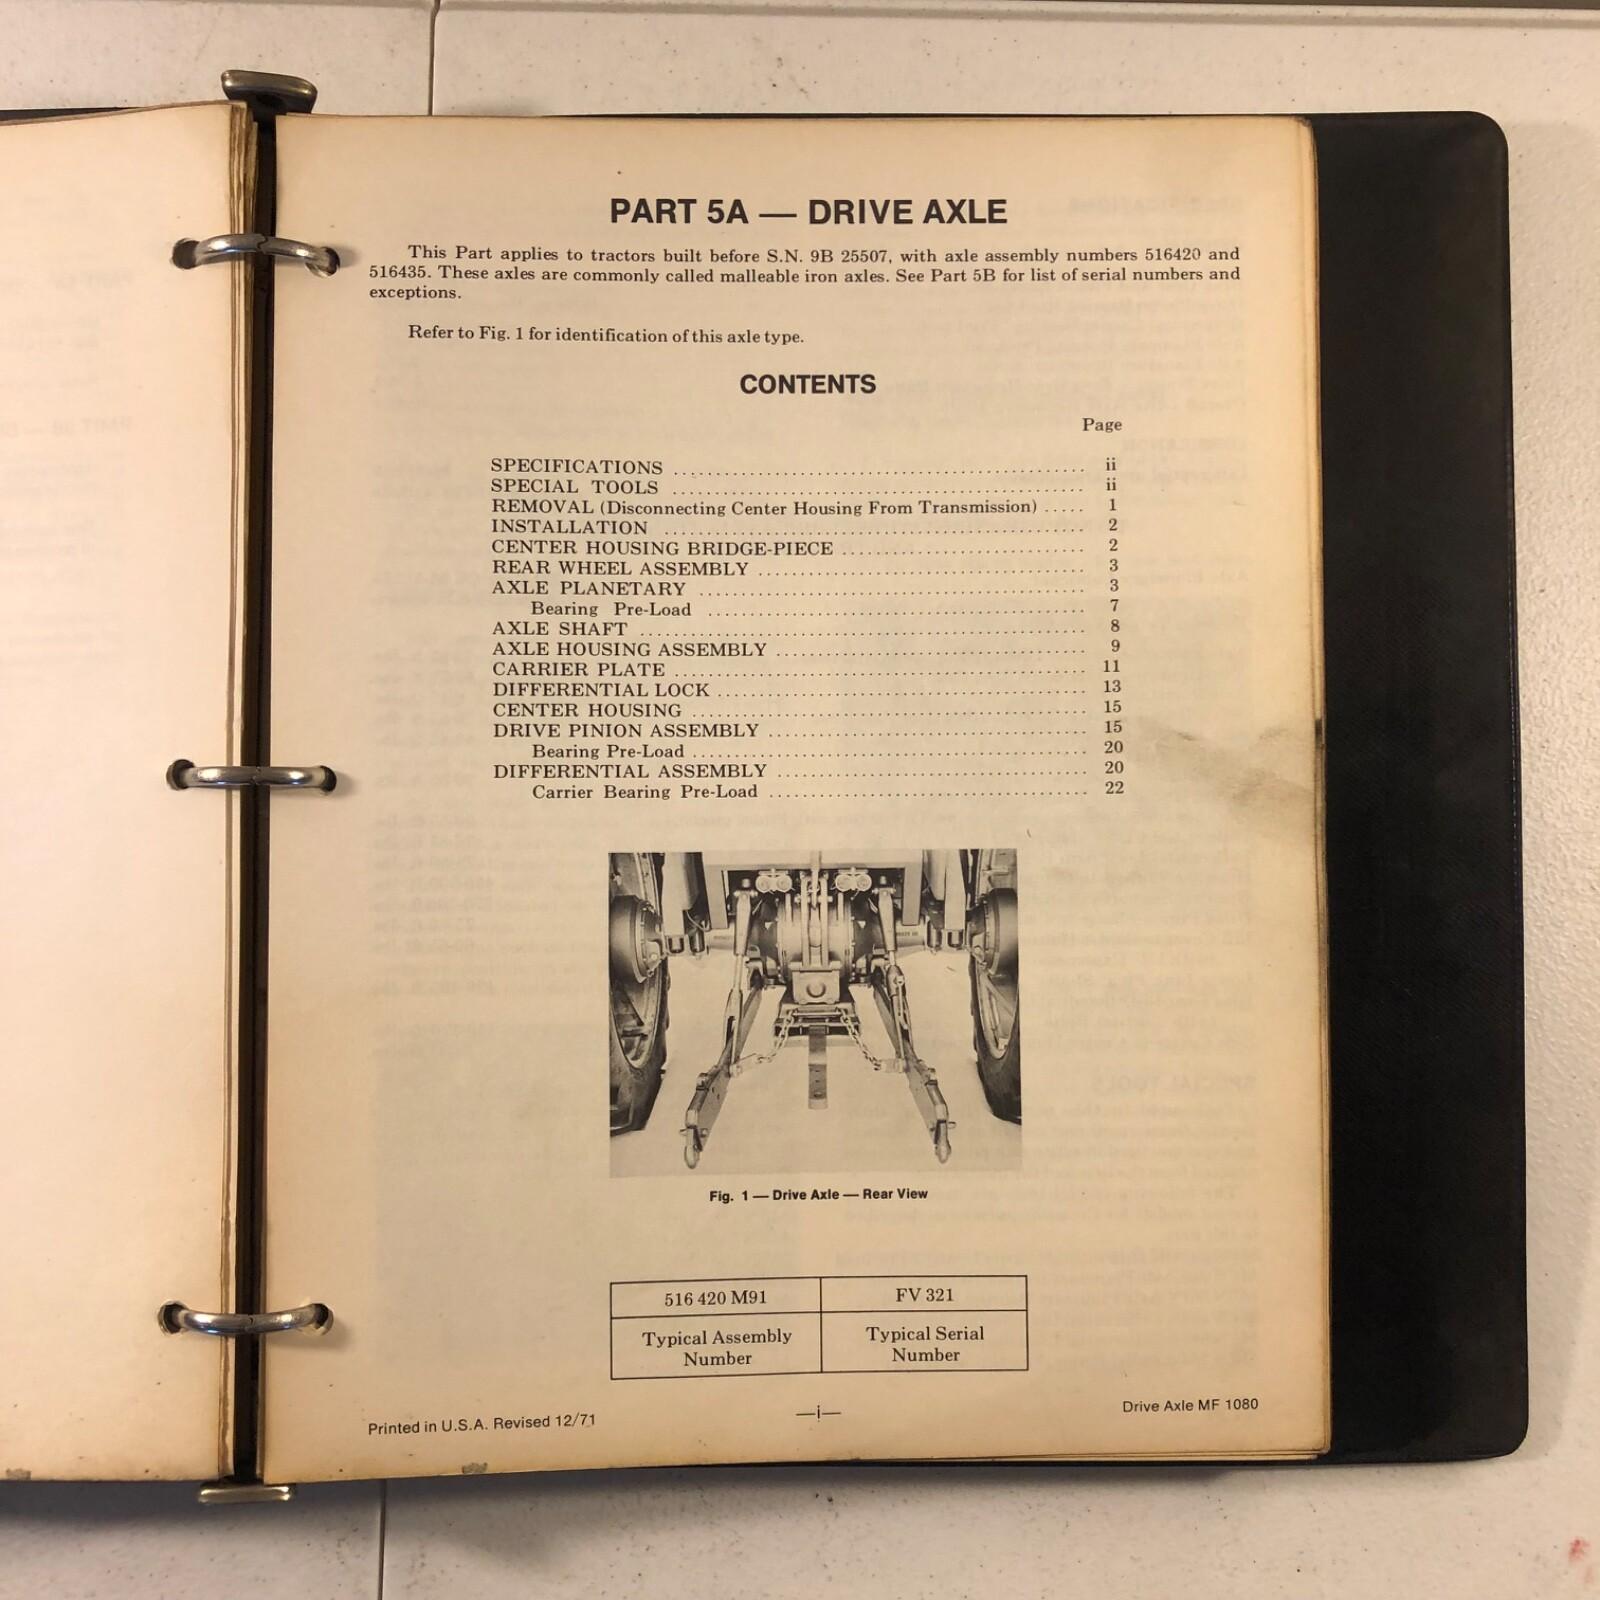 PART 5A — DRIVE AXLE
This Part applies to tractors built before S.N. 9B 25507, with axle assembly numbers 516420 and
516435. These axles are commonly called malleable iron axles. See Part 5B for list of serial numbers and
exceptions.
Refer to Fig. 1 for identification of this axle type.
CONTENTS
Page
SPECIFICATIONS ........................................ ii
SPECIAL TOOLS ........................................ ii
REMOVAL (Disconnecting Center Housing From Transmission) ..... 1
INSTALLATION ........................................ 2
CENTER HOUSING BRIDGE-PIECE ........................ 2
REAR WHEEL ASSEMBLY ................................ 3
AXLE PLANETARY ...................................... 3
Bearing Pre-Load ..................................... 7
AXLE SHAFT .......................................... 8
AXLE HOUSING ASSEMBLY .............................. 9
CARRIER PLATE ....................................... 11
DIFFERENTIAL LOCK ................................... 13
CENTER HOUSING ...................................... 15
DRIVE PINION ASSEMBLY ............................... 15
Bearing Pre-Load ...................................... 20
DIFFERENTIAL ASSEMBLY .............................. 20
Carrier Bearing Pre-Load ............................... 22
Fig. 1 — Drive Axle — Rear View
516 420 M91 FV 321
Typical Assembly Typical Serial
Number Number
Printed in U.S.A. Revised 12/71 —i— Drive Axle MF 1080